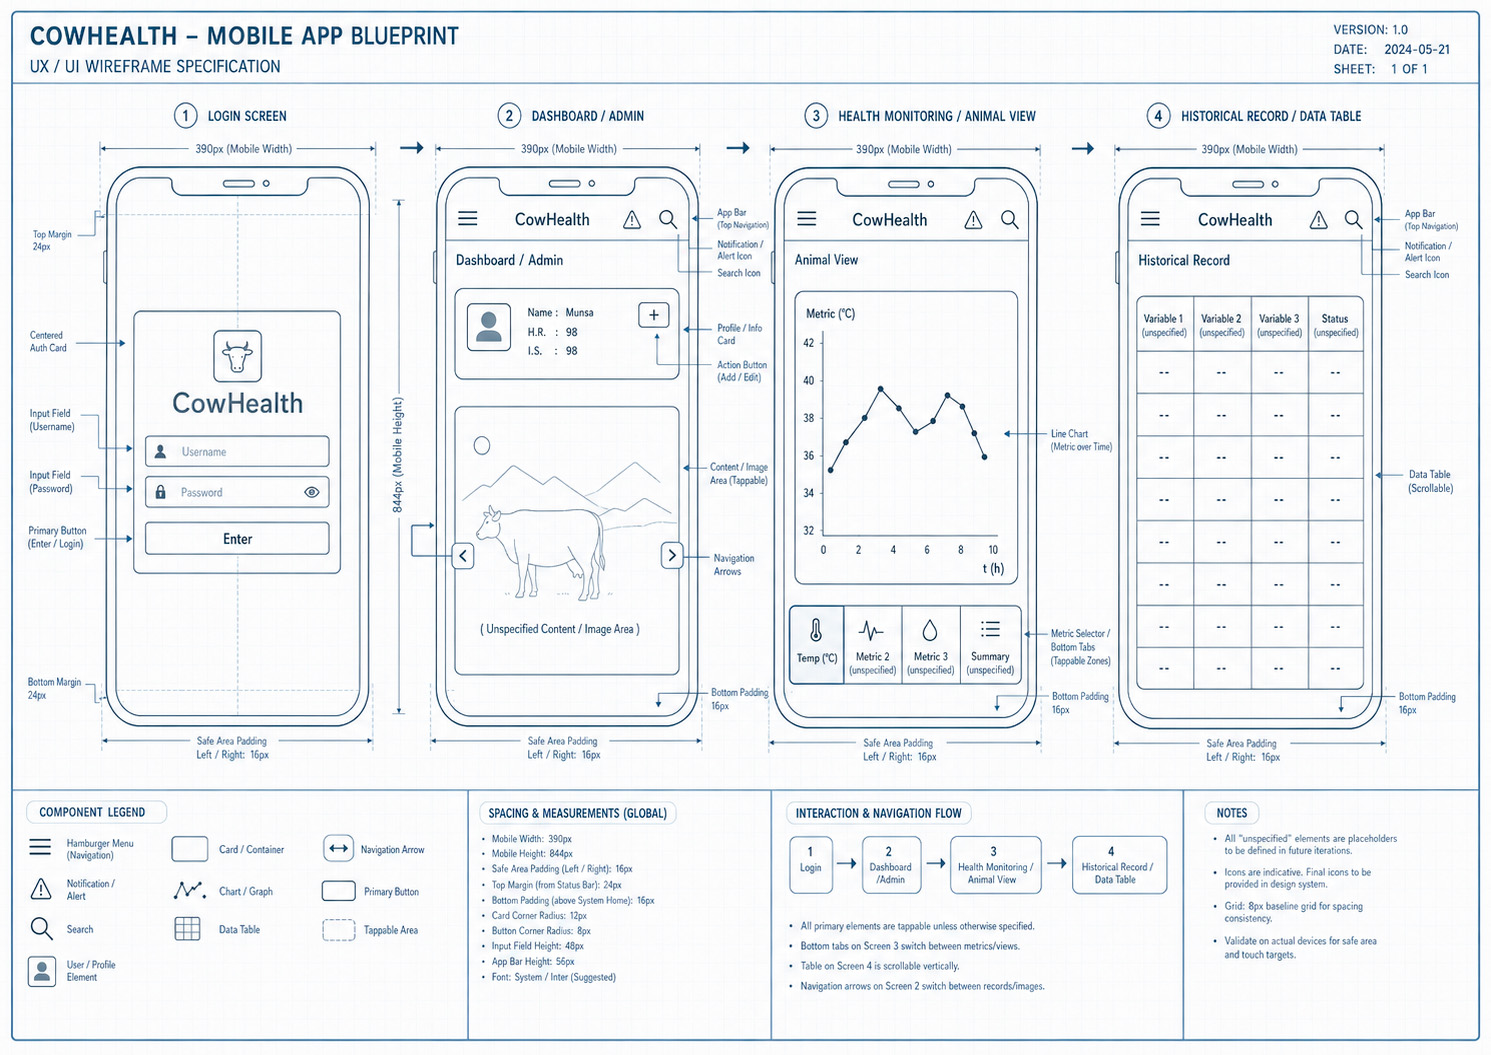 COWHEALTH – MOBILE APP BLUEPRINT
UX / UI WIREFRAME SPECIFICATION
VERSION: 1.0
DATE: 2024-05-21
SHEET: 1 OF 1
1 LOGIN SCREEN
390px (Mobile Width)
Top Margin
24px
Centered
Auth Card
Input Field
(Username)
Input Field
(Password)
Primary Button
(Enter / Login)
Bottom Margin
24px
CowHealth
Username
Password
Enter
Safe Area Padding
Left / Right: 16px
844px (Mobile Height)
2 DASHBOARD / ADMIN
390px (Mobile Width)
CowHealth
Dashboard / Admin
Name : Munsa
H.R. : 98
I.S. : 98
+
( Unspecified Content / Image Area )
App Bar
(Top Navigation)
Notification /
Alert Icon
Search Icon
Profile / Info
Card
Action Button
(Add / Edit)
Content / Image
Area (Tappable)
Navigation
Arrows
Bottom Padding
16px
Safe Area Padding
Left / Right: 16px
3 HEALTH MONITORING / ANIMAL VIEW
390px (Mobile Width)
CowHealth
Animal View
Metric (°C)
42
40
38
36
34
32
0 2 4 6 8 10
t (h)
Temp (°C)
Metric 2
(unspecified)
Metric 3
(unspecified)
Summary
(unspecified)
Line Chart
(Metric over Time)
Metric Selector /
Bottom Tabs
(Tappable Zones)
Bottom Padding
16px
Safe Area Padding
Left / Right: 16px
4 HISTORICAL RECORD / DATA TABLE
390px (Mobile Width)
CowHealth
Historical Record
Variable 1 Variable 2 Variable 3 Status
(unspecified) (unspecified) (unspecified) (unspecified)
-- -- -- --
-- -- -- --
-- -- -- --
-- -- -- --
-- -- -- --
-- -- -- --
-- -- -- --
-- -- -- --
App Bar
(Top Navigation)
Notification /
Alert Icon
Search Icon
Data Table
(Scrollable)
Bottom Padding
16px
Safe Area Padding
Left / Right: 16px
COMPONENT LEGEND
Hamburger Menu
(Navigation)
Card / Container
Navigation Arrow
Notification /
Alert
Chart / Graph
Primary Button
Search
Data Table
Tappable Area
User / Profile
Element
SPACING & MEASUREMENTS (GLOBAL)
• Mobile Width: 390px
• Mobile Height: 844px
• Safe Area Padding (Left / Right): 16px
• Top Margin (from Status Bar): 24px
• Bottom Padding (above System Home): 16px
• Card Corner Radius: 12px
• Button Corner Radius: 8px
• Input Field Height: 48px
• App Bar Height: 56px
• Font: System / Inter (Suggested)
INTERACTION & NAVIGATION FLOW
1
Login
2
Dashboard
/Admin
3
Health Monitoring /
Animal View
4
Historical Record /
Data Table
• All primary elements are tappable unless otherwise specified.
• Bottom tabs on Screen 3 switch between metrics/views.
• Table on Screen 4 is scrollable vertically.
• Navigation arrows on Screen 2 switch between records/images.
NOTES
• All "unspecified" elements are placeholders
to be defined in future iterations.
• Icons are indicative. Final icons to be
provided in design system.
• Grid: 8px baseline grid for spacing
consistency.
• Validate on actual devices for safe area
and touch targets.